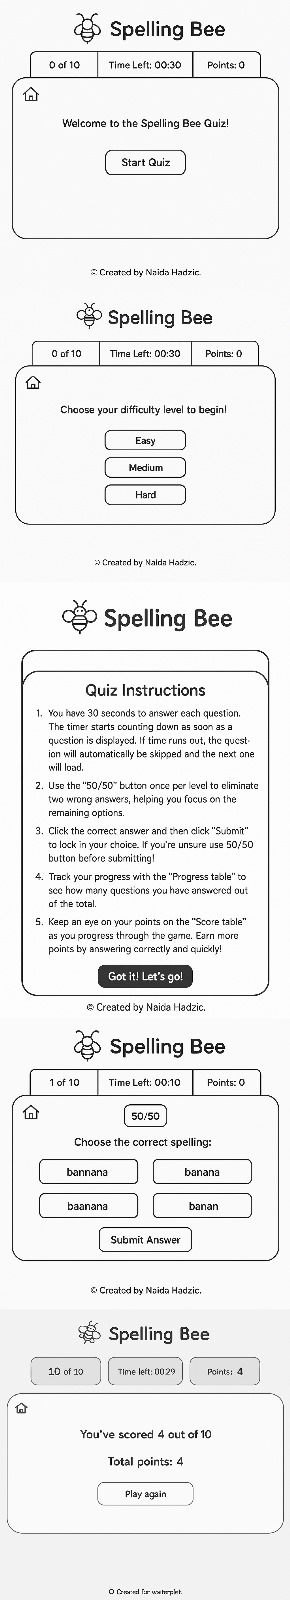 Spelling Bee
0 of 10
Time Left: 00:30
Points: 0
Welcome to the Spelling Bee Quiz!
Start Quiz
© Created by Naida Hadzic.
Spelling Bee
0 of 10
Time Left: 00:30
Points: 0
Choose your difficulty level to begin!
Easy
Medium
Hard
© Created by Naida Hadzic.
Spelling Bee
Quiz Instructions
1. You have 30 seconds to answer each question.
The timer starts counting down as soon as a
question is displayed. If time runs out, the quest-
ion will automatically be skipped and the next one
will load.
2. Use the "50/50" button once per level to eliminate
two wrong answers, helping you focus on the
remaining options.
3. Click the correct answer and then click "Submit"
to lock in your choice. If you're unsure use 50/50
button before submitting!
4. Track your progress with the "Progress table" to
see how many questions you have answered out
of the total.
5. Keep an eye on your points on the "Score table"
as you progress through the game. Earn more
points by answering correctly and quickly!
Got it! Let's go!
© Created by Naida Hadzic.
Spelling Bee
1 of 10
Time Left: 00:10
Points: 0
50/50
Choose the correct spelling:
bannana
banana
baanana
banan
Submit Answer
© Created by Naida Hadzic.
Spelling Bee
10 of 10
Time left: 0029
Points: 4
You've scored 4 out of 10
Total points: 4
Play again
© Created for waterplet.